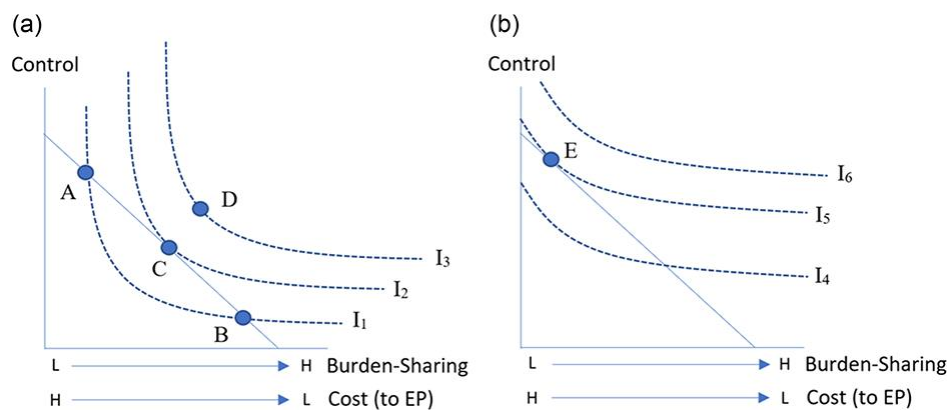 (a)
Control
A
D
C
B
I3
I2
I1
L H Burden-Sharing
H L Cost (to EP)
(b)
Control
E
I6
I5
I4
L H Burden-Sharing
H L Cost (to EP)